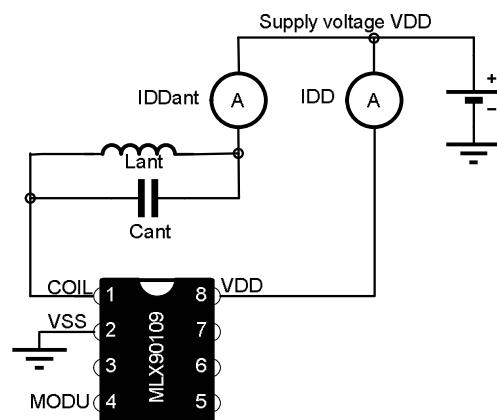 Supply voltage VDD
IDDant
A
IDD
A
+
−
Lant
Cant
COIL
1
8
VDD
VSS
2
7
3
6
MODU
4
5
MLX90109